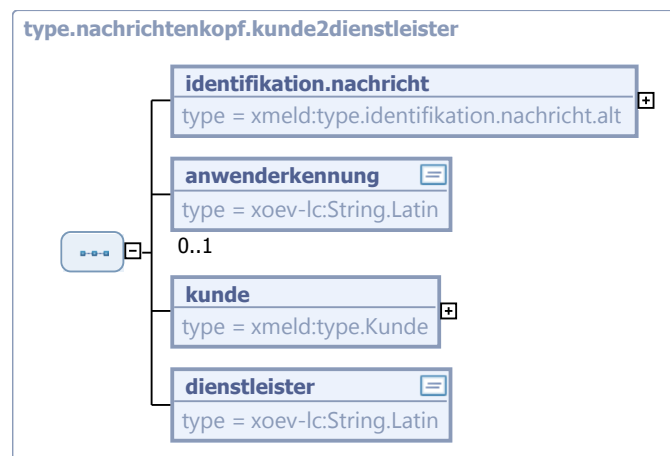 type.nachrichtenkopf.kunde2dienstleister
identifikation.nachricht
type = xmeld:type.identifikation.nachricht.alt
anwenderkennung
type = xoev-lc:String.Latin
0..1
kunde
type = xmeld:type.Kunde
dienstleister
type = xoev-lc:String.Latin